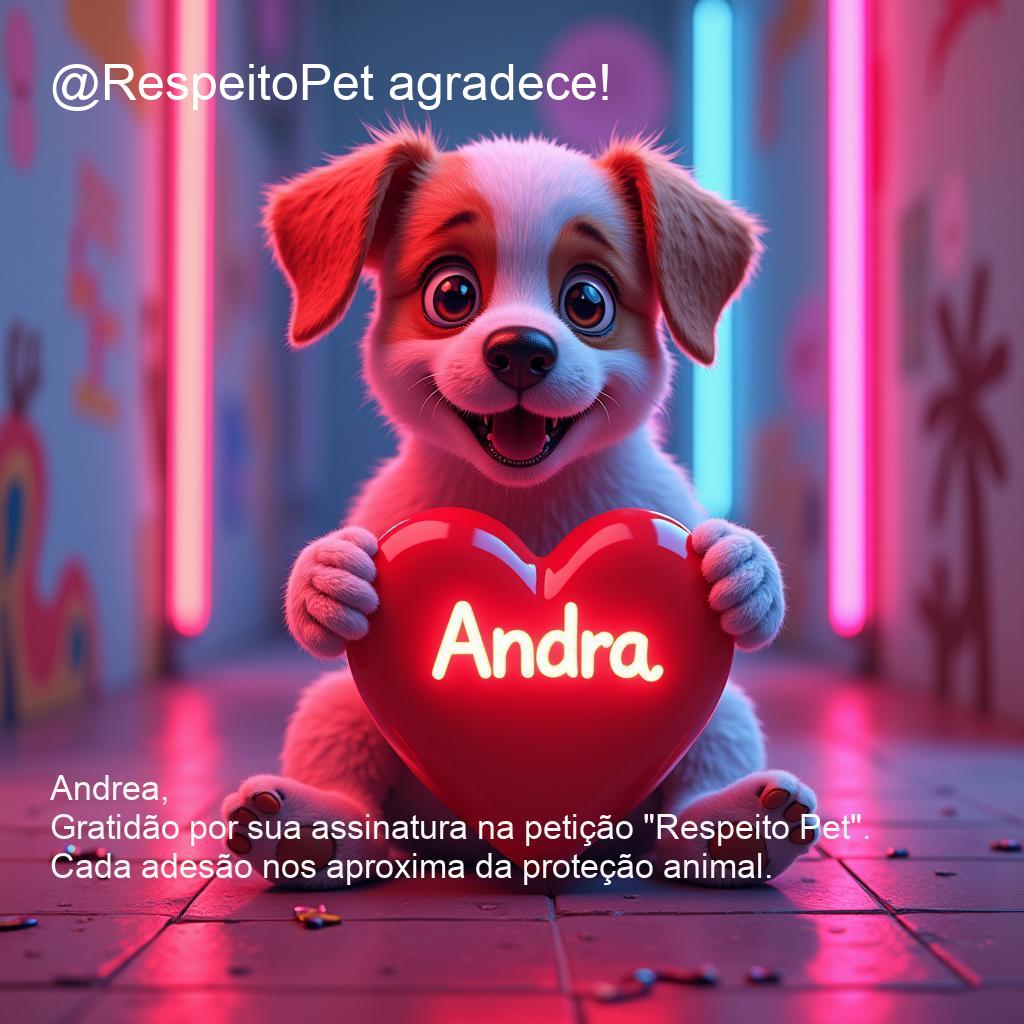 @RespeitoPet agradece!
Andra.
Andrea,
Gratidão por sua assinatura na petição "Respeito Pet".
Cada adesão nos aproxima da proteção animal.